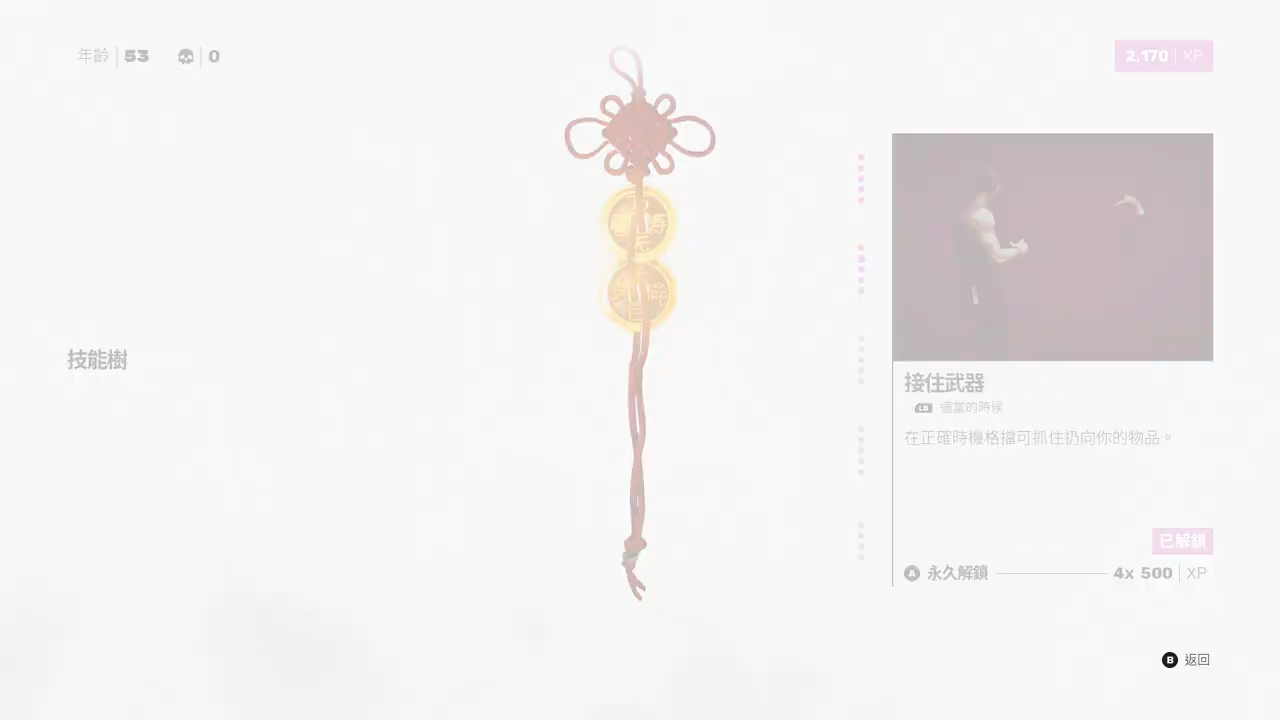 年齡 | 53 0
2,170 | XP
技能樹
接住武器
LB 適當的時候
在正確時機格擋可抓住扔向你的物品。
已解鎖
A 永久解鎖 4x 500 | XP
B 返回